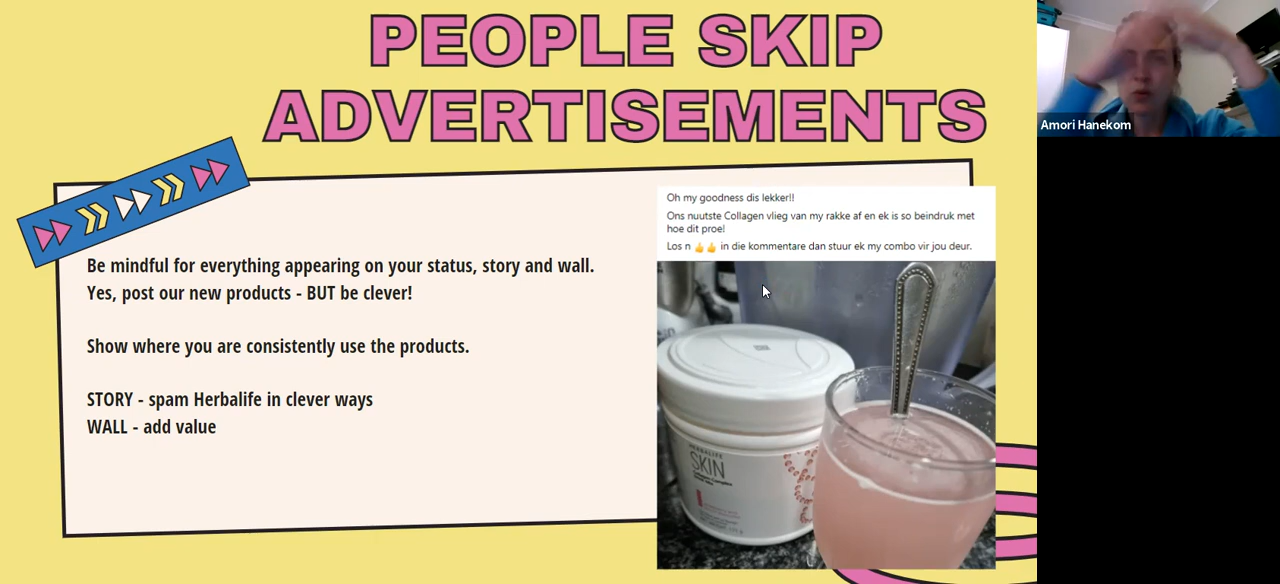 PEOPLE SKIP
ADVERTISEMENTS
Amori Hanekom
Be mindful for everything appearing on your status, story and wall.
Yes, post our new products - BUT be clever!
Show where you are consistently use the products.
STORY - spam Herbalife in clever ways
WALL - add value
Oh my goodness dis lekker!!
Ons nuutste Collagen vlieg van my rakke af en ek is so beindruk met
hoe dit proe!
Los n 👍👍 in die kommentare dan stuur ek my combo vir jou deur.
HERBALIFE
SKIN